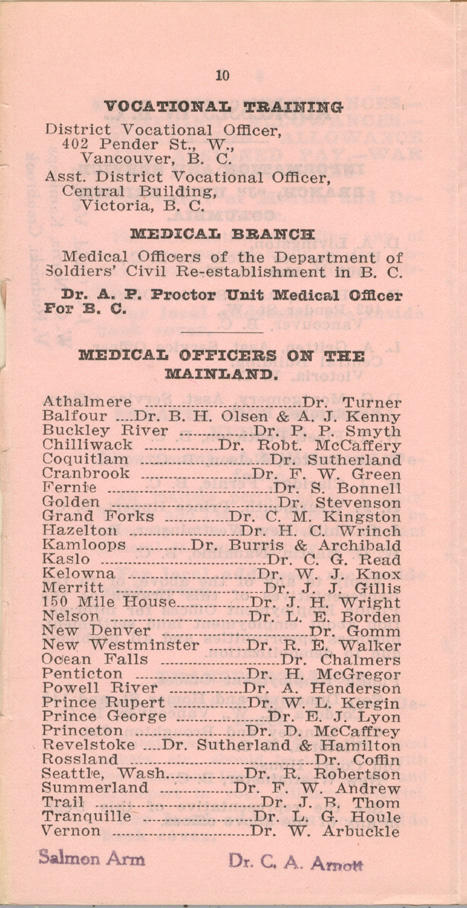 10
VOCATIONAL TRAINING
District Vocational Officer,
402 Pender St., W.,
Vancouver, B. C.
Asst. District Vocational Officer,
Central Building,
Victoria, B. C.
MEDICAL BRANCH
Medical Officers of the Department of
Soldiers' Civil Re-establishment in B. C.
Dr. A. P. Proctor Unit Medical Officer
For B. C.
MEDICAL OFFICERS ON THE
MAINLAND.
Athalmere ........Dr. Turner
Balfour ....Dr. B. H. Olsen & A. J. Kenny
Buckley River ........Dr. P. P. Smyth
Chilliwack ........Dr. Robt. McCaffery
Coquitlam ........Dr. Sutherland
Cranbrook ........Dr. F. W. Green
Fernie ........Dr. S. Bonnell
Golden ........Dr. Stevenson
Grand Forks ........Dr. C. M. Kingston
Hazelton ........Dr. H. C. Wrinch
Kamloops ........Dr. Burris & Archibald
Kaslo ........Dr. C. G. Read
Kelowna ........Dr. W. J. Knox
Merritt ........Dr. J. J. Gillis
150 Mile House........Dr. J. H. Wright
Nelson ........Dr. L. E. Borden
New Denver ........Dr. Gomm
New Westminster ........Dr. R. E. Walker
Ocean Falls ........Dr. Chalmers
Penticton ........Dr. H. McGregor
Powell River ........Dr. A. Henderson
Prince Rupert ........Dr. W. L. Kergin
Prince George ........Dr. E. J. Lyon
Princeton ........Dr. D. McCaffrey
Revelstoke ....Dr. Sutherland & Hamilton
Rossland ........Dr. Coffin
Seattle, Wash........Dr. R. Robertson
Summerland ........Dr. F. W. Andrew
Trail ........Dr. J. B. Thom
Tranquille ........Dr. L. G. Houle
Vernon ........Dr. W. Arbuckle
Salmon Arm Dr. C. A. Arnott